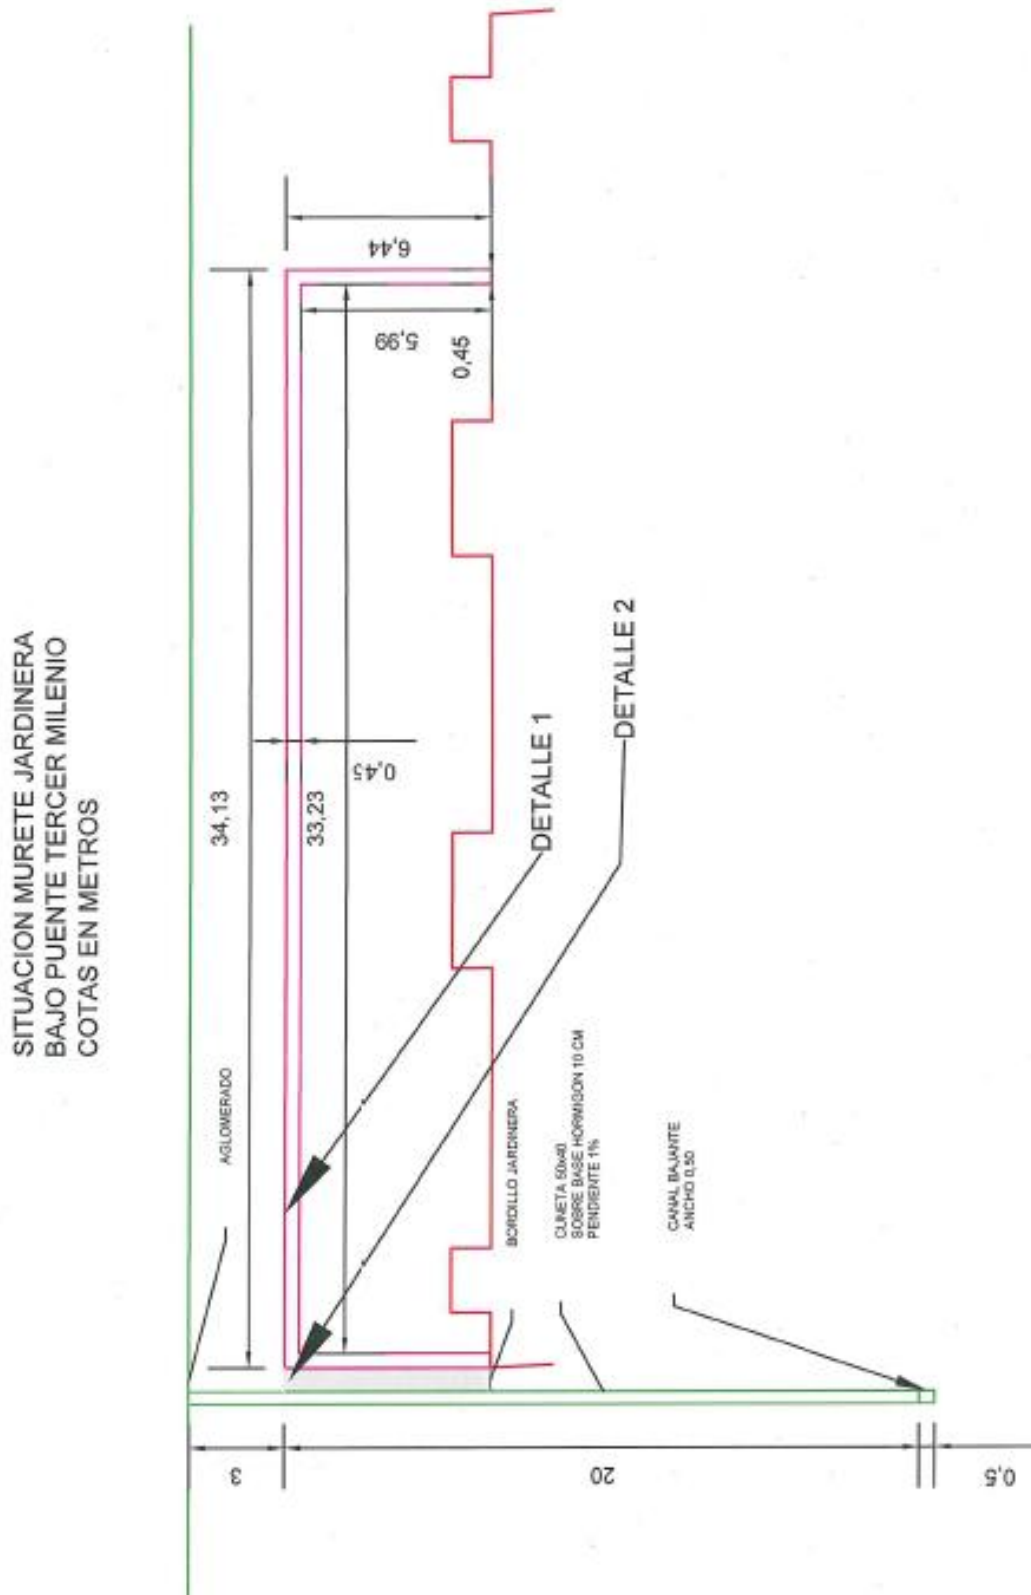 SITUACION MURETE JARDINERA
BAJO PUENTE TERCER MILENIO
COTAS EN METROS
AGLOMERADO
34,13
33,23
0,45
6,44
5,99
0,45
DETALLE 1
DETALLE 2
BORDILLO JARDINERA
CUNETA 50x40
SOBRE BASE HORMIGON 10 CM
PENDIENTE 1%
CANAL BAJANTE
ANCHO 0,50
3
20
0,5